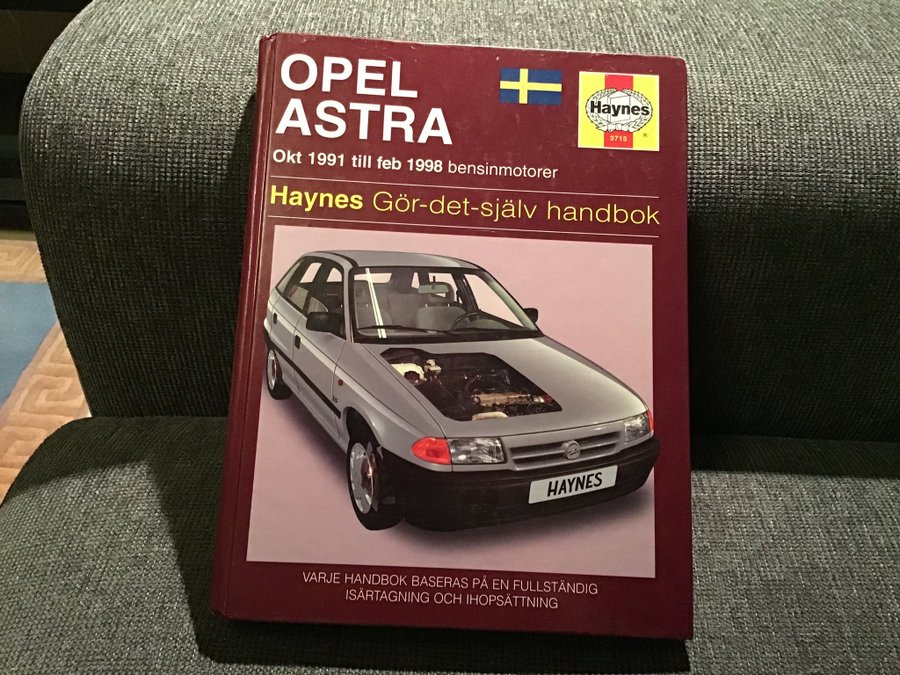 OPEL
ASTRA
Haynes
3715
Okt 1991 till feb 1998 bensinmotorer
Haynes Gör-det-själv handbok
HAYNES
VARJE HANDBOK BASERAS PÅ EN FULLSTÄNDIG
ISÄRTAGNING OCH IHOPSÄTTNING